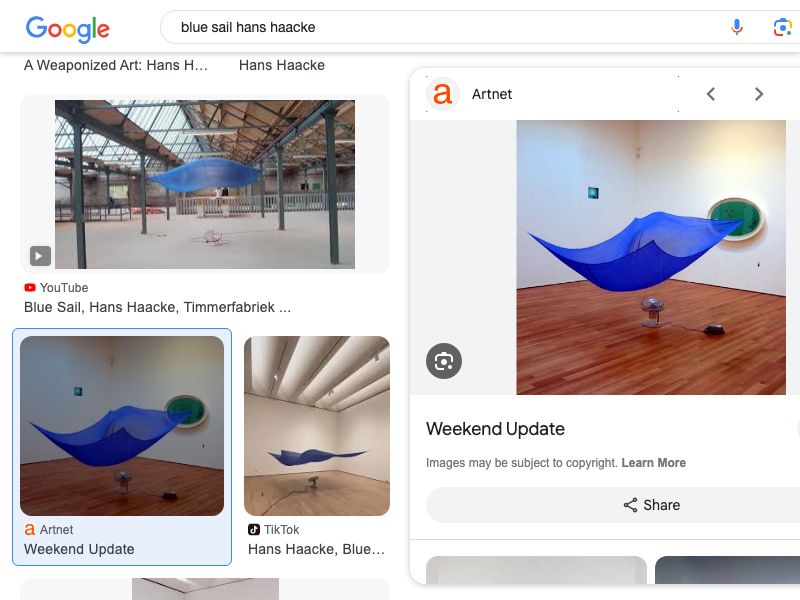 Google
blue sail hans haacke
A Weaponized Art: Hans H...
Hans Haacke
YouTube
Blue Sail, Hans Haacke, Timmerfabriek ...
Artnet
Weekend Update
TikTok
Hans Haacke, Blue...
a Artnet
Weekend Update
Images may be subject to copyright. Learn More
Share